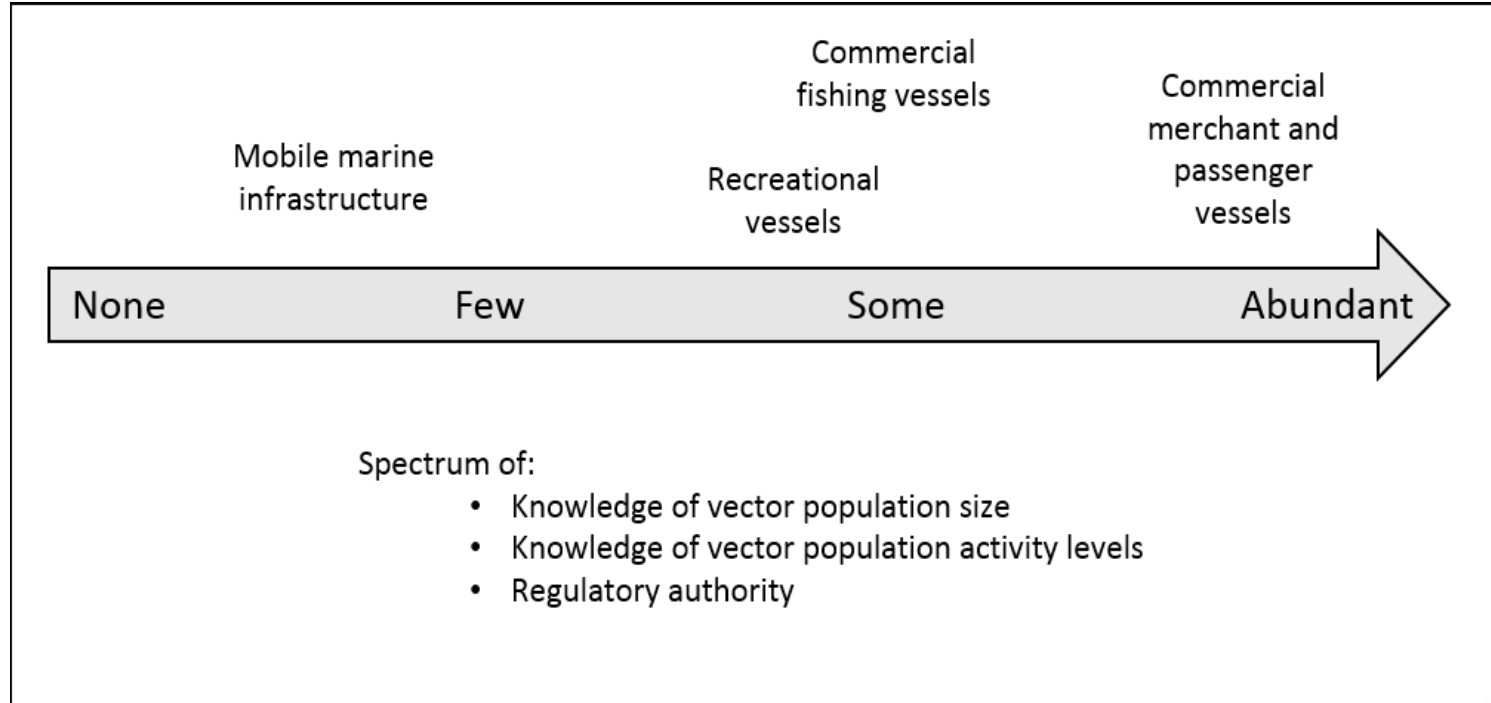 Commercial
fishing vessels
Commercial
merchant and
passenger
vessels
Mobile marine
infrastructure
Recreational
vessels
None
Few
Some
Abundant
Spectrum of:
• Knowledge of vector population size
• Knowledge of vector population activity levels
• Regulatory authority